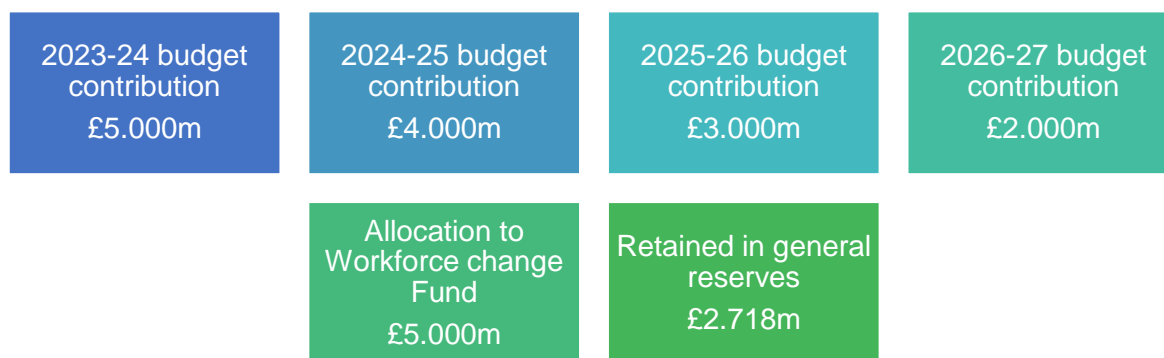 2023-24 budget
contribution
£5.000m
2024-25 budget
contribution
£4.000m
2025-26 budget
contribution
£3.000m
2026-27 budget
contribution
£2.000m
Allocation to
Workforce change
Fund
£5.000m
Retained in general
reserves
£2.718m